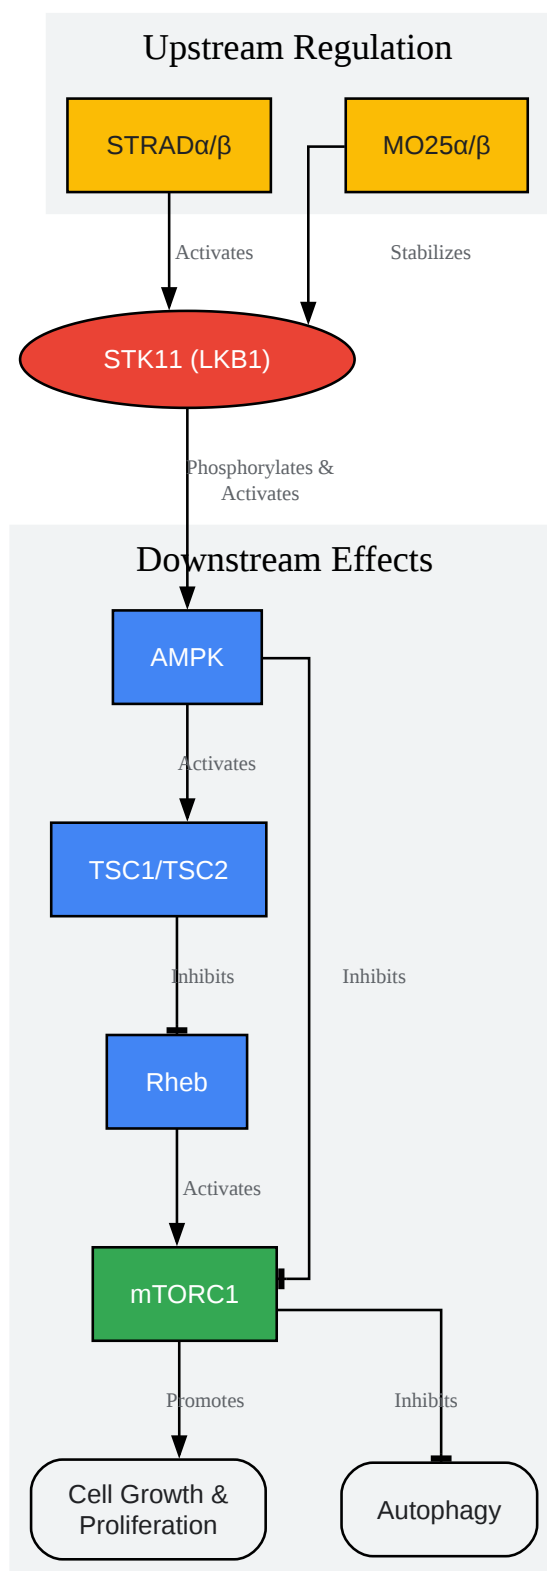 Upstream Regulation
STRADα/β
MO25α/β
Activates
Stabilizes
STK11 (LKB1)
Phosphorylates &
Activates
Downstream Effects
AMPK
Activates
TSC1/TSC2
Inhibits
Inhibits
Rheb
Activates
mTORC1
Promotes
Inhibits
Cell Growth &
Proliferation
Autophagy